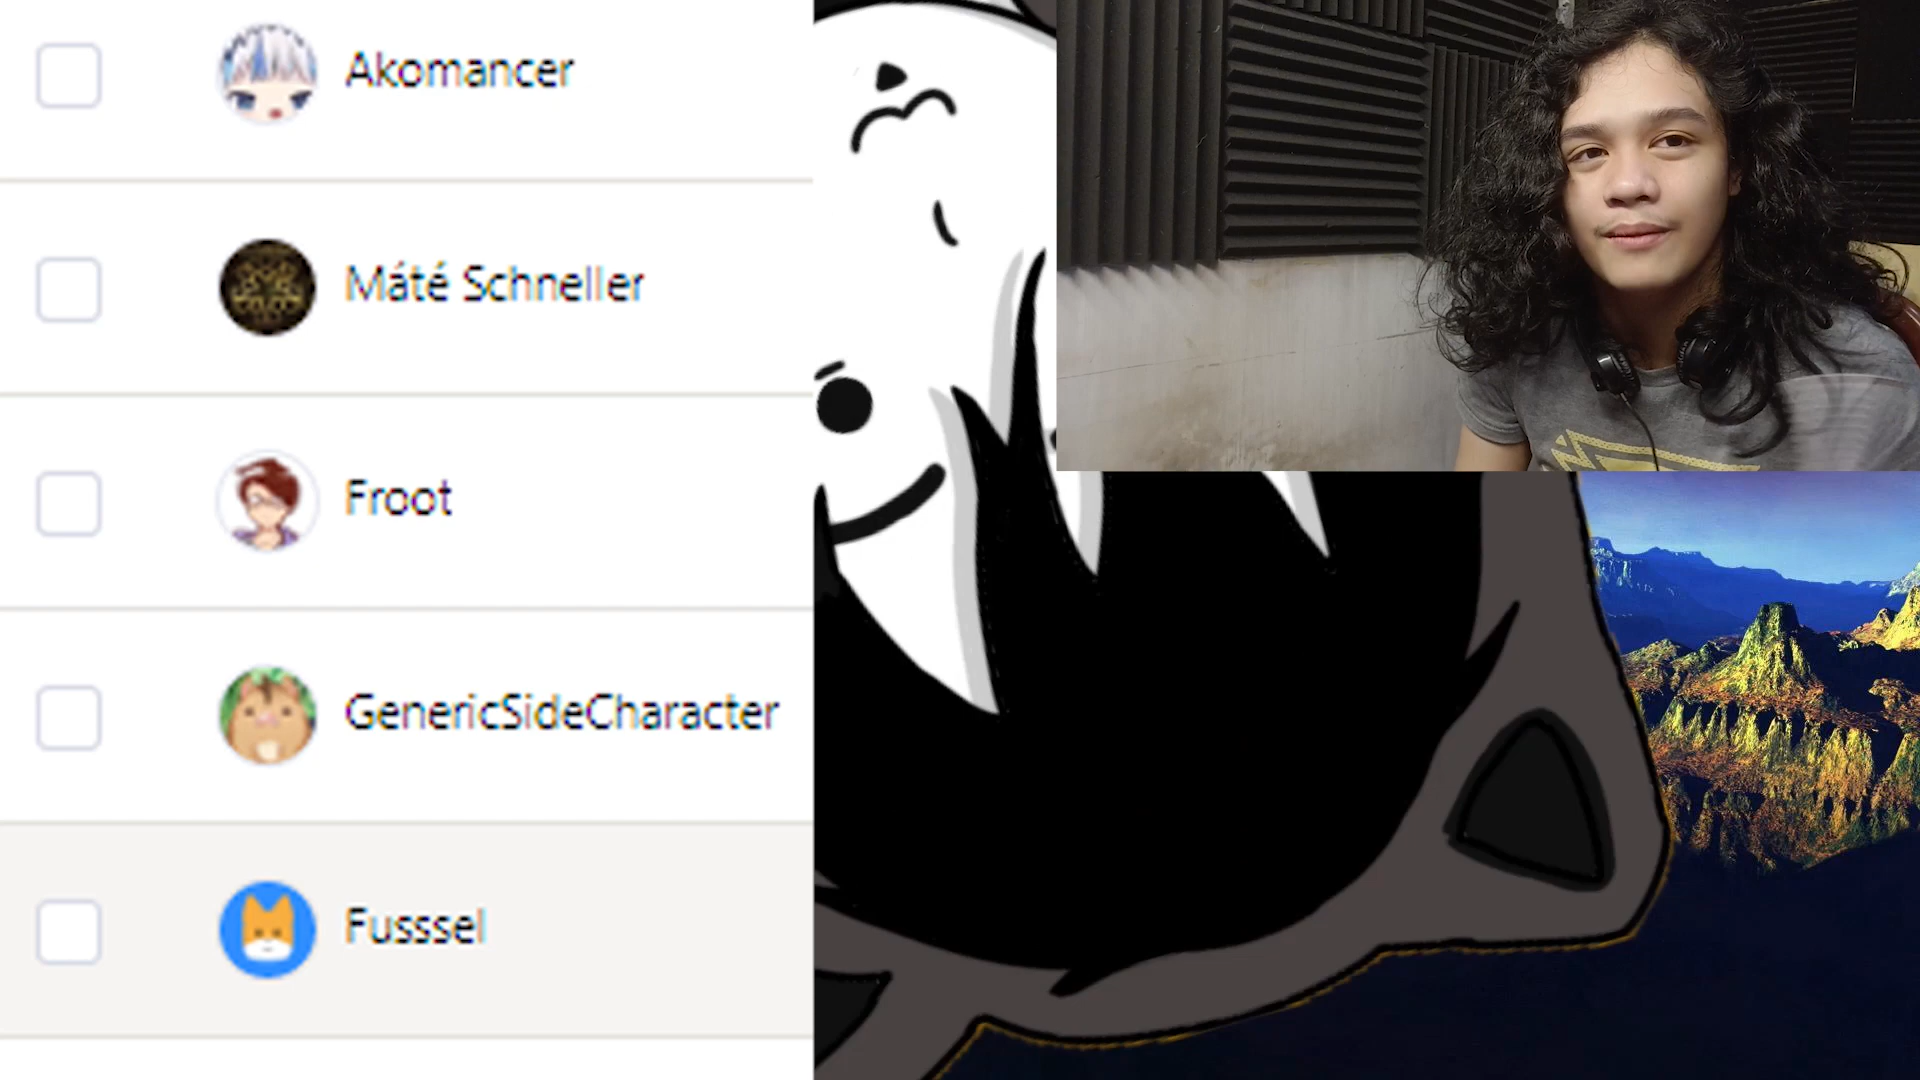 Akomancer
Máté Schneller
Froot
GenericSideCharacter
Fusssel